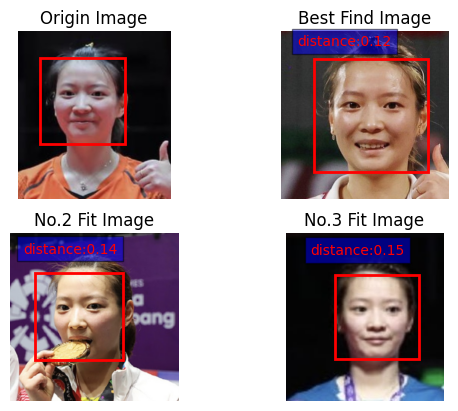 Origin Image
Best Find Image
distance:0.12
No.2 Fit Image
No.3 Fit Image
distance:0.14
distance:0.15